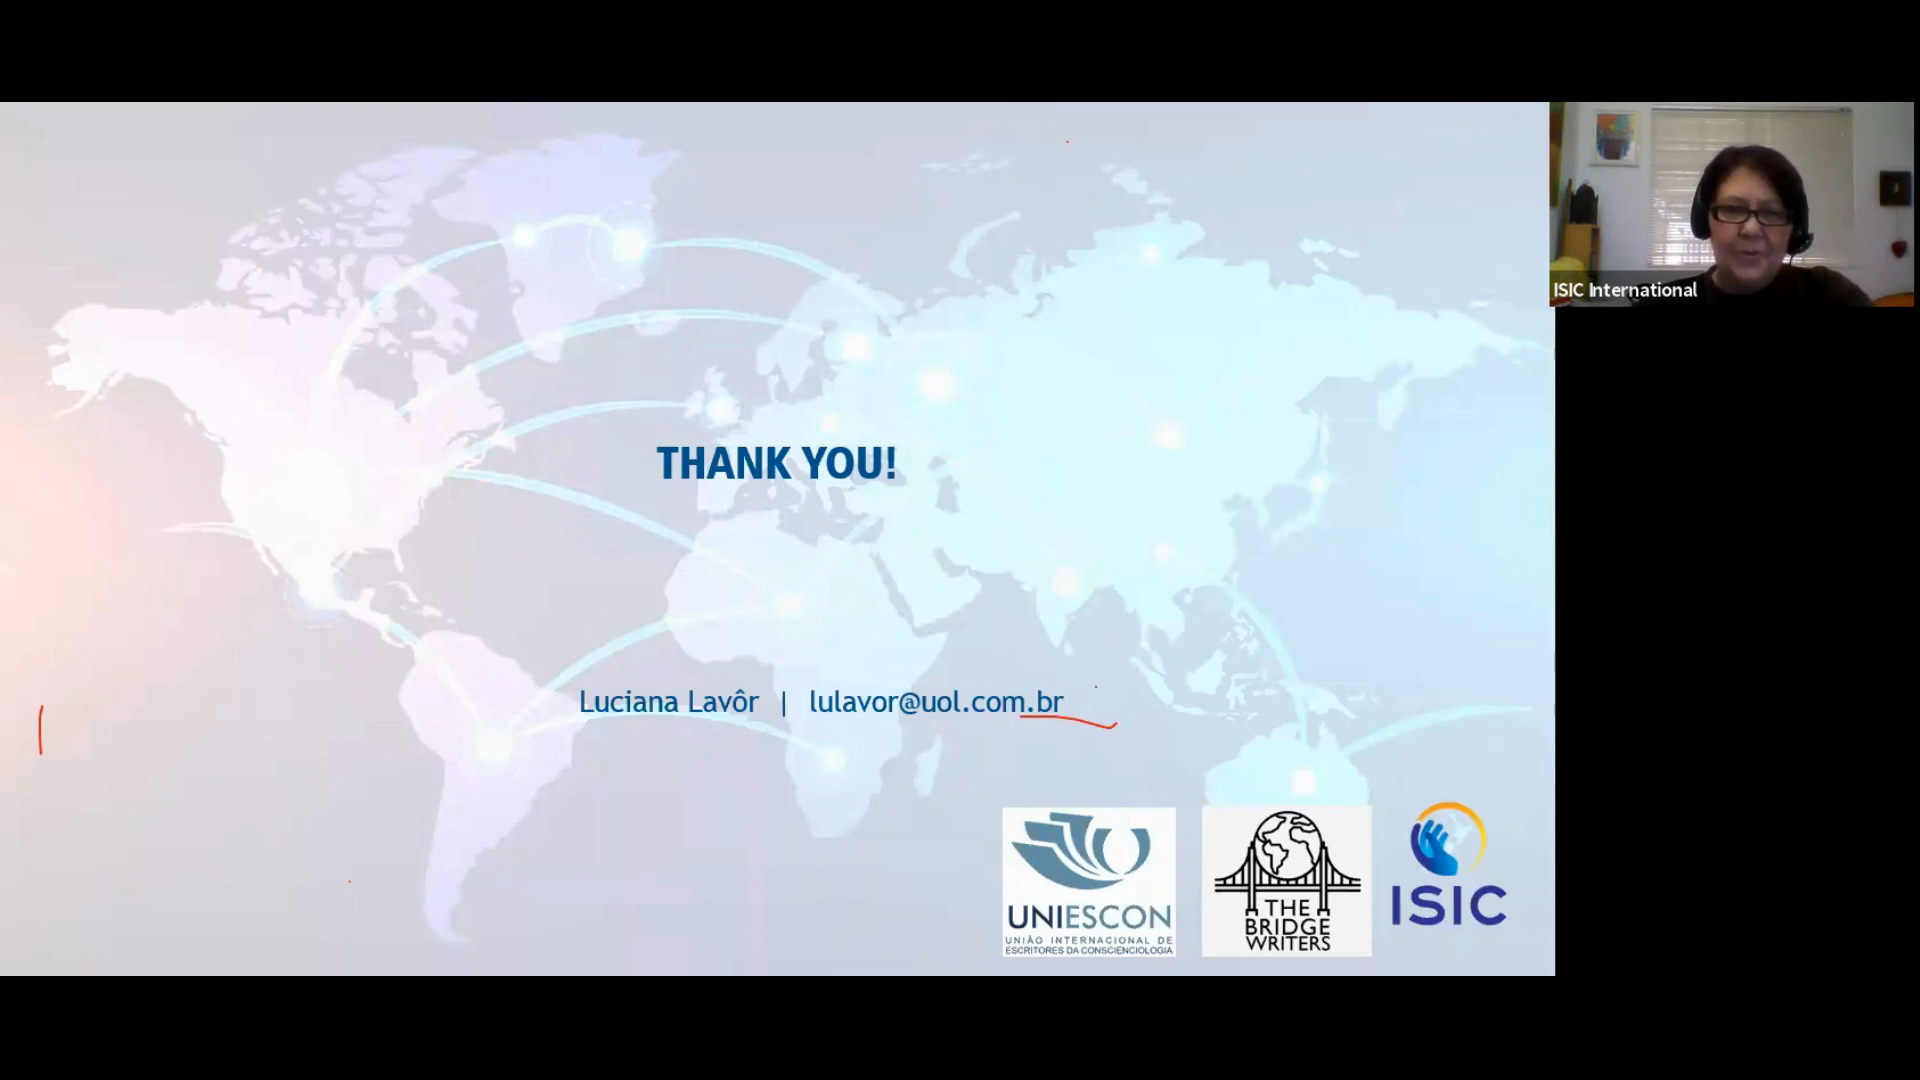 ISIC International
THANK YOU!
Luciana Lavôr | lulavor@uol.com.br
UNIESCON
UNIÃO INTERNACIONAL DE
ESCRITORES DA CONSCIENCIOLOGIA
THE
BRIDGE
WRITERS
ISIC